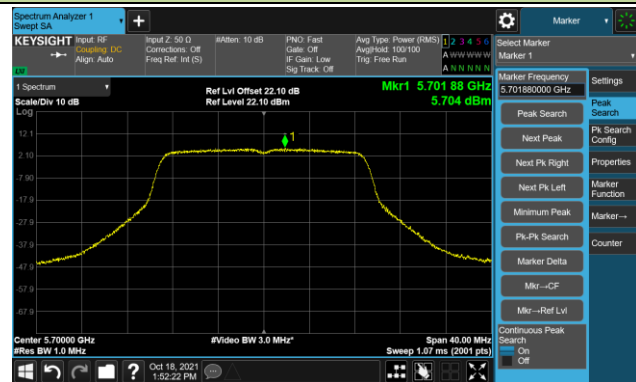 Spectrum Analyzer 1
Swept SA
+
Marker
KEYSIGHT
Input: RF
Coupling: DC
Align: Auto
Input Z: 50 Ω
Corrections: Off
Freq Ref: Int (S)
#Atten: 10 dB
PNO: Fast
Gate: Off
IF Gain: Low
Sig Track: Off
Avg Type: Power (RMS)
Avg|Hold: 100/100
Trig: Free Run
1 2 3 4 5 6
A W W W W W
A N N N N N
Select Marker
Marker 1
1 Spectrum
Scale/Div 10 dB
Log
Ref Lvl Offset 22.10 dB
Ref Level 22.10 dBm
Mkr1 5.701 88 GHz
5.704 dBm
1
12.1
2.10
-7.90
-17.9
-27.9
-37.9
-47.9
-57.9
-67.9
Center 5.70000 GHz
#Res BW 1.0 MHz
#Video BW 3.0 MHz*
Span 40.00 MHz
Sweep 1.07 ms (2001 pts)
Marker Frequency
5.701880000 GHz
Peak Search
Next Peak
Next Pk Right
Next Pk Left
Minimum Peak
Pk-Pk Search
Marker Delta
Mkr→CF
Mkr→Ref Lvl
Continuous Peak
Search
On
Off
Settings
Peak
Search
Pk Search
Config
Properties
Marker
Function
Marker→
Counter
?
Oct 18, 2021
1:52:22 PM